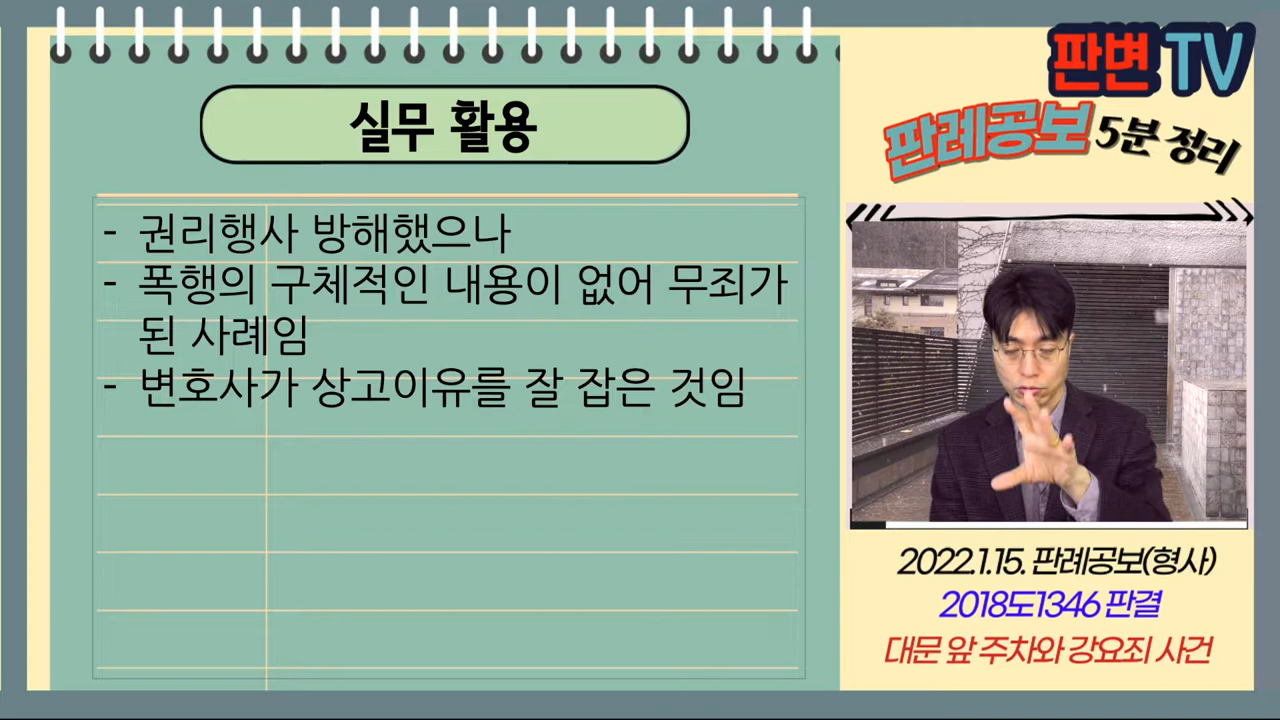 실무 활용
- 권리행사 방해했으나
- 폭행의 구체적인 내용이 없어 무죄가
된 사례임
- 변호사가 상고이유를 잘 잡은 것임
판변 TV
판례공보 5분 정리
2022.1.15. 판례공보(형사)
2018도1346 판결
대문 앞 주차와 강요죄 사건